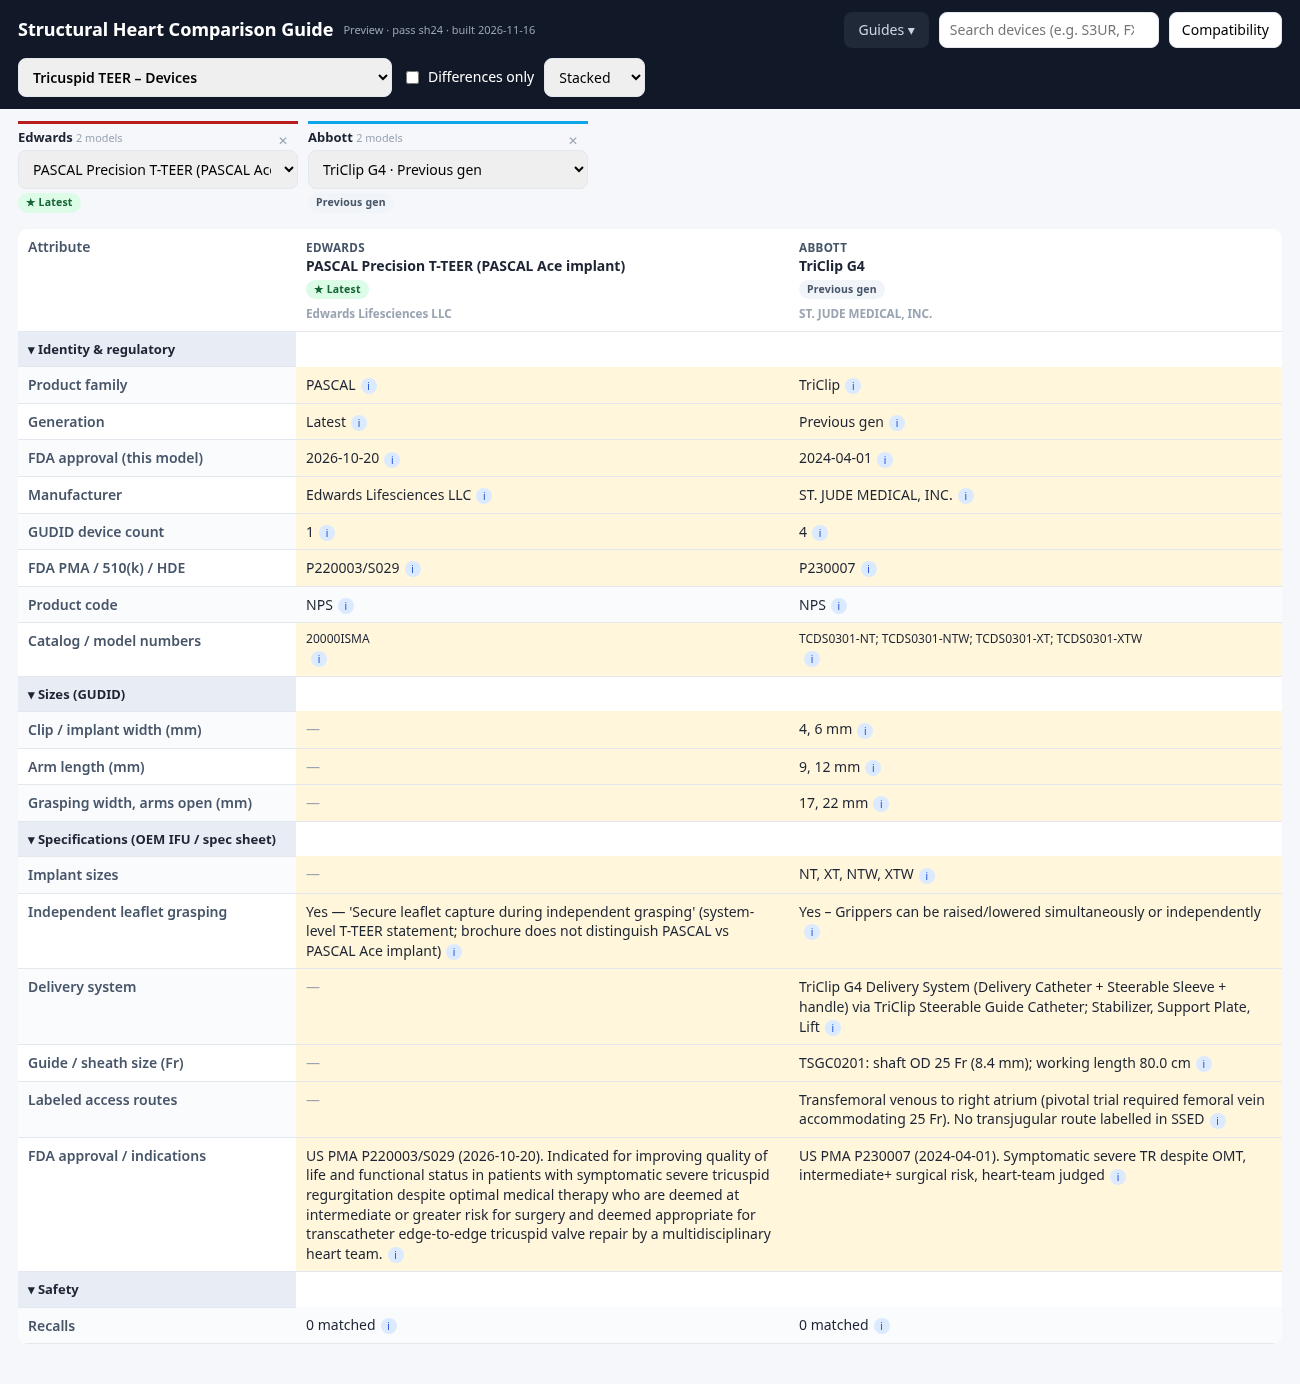 Structural Heart Comparison Guide
Preview · pass sh24 · built 2026-11-16
Guides ▾
Search devices (e.g. S3UR, FX
Compatibility
Tricuspid TEER – Devices
Differences only
Stacked
Edwards 2 models ×
PASCAL Precision T-TEER (PASCAL Ac
★ Latest
Abbott 2 models ×
TriClip G4 · Previous gen
Previous gen
Attribute
EDWARDS
PASCAL Precision T-TEER (PASCAL Ace implant)
★ Latest
Edwards Lifesciences LLC
ABBOTT
TriClip G4
Previous gen
ST. JUDE MEDICAL, INC.
▾ Identity & regulatory
Product family
PASCAL i
TriClip i
Generation
Latest i
Previous gen i
FDA approval (this model)
2026-10-20 i
2024-04-01 i
Manufacturer
Edwards Lifesciences LLC i
ST. JUDE MEDICAL, INC. i
GUDID device count
1 i
4 i
FDA PMA / 510(k) / HDE
P220003/S029 i
P230007 i
Product code
NPS i
NPS i
Catalog / model numbers
20000ISMA
i
TCDS0301-NT; TCDS0301-NTW; TCDS0301-XT; TCDS0301-XTW
i
▾ Sizes (GUDID)
Clip / implant width (mm)
—
4, 6 mm i
Arm length (mm)
—
9, 12 mm i
Grasping width, arms open (mm)
—
17, 22 mm i
▾ Specifications (OEM IFU / spec sheet)
Implant sizes
—
NT, XT, NTW, XTW i
Independent leaflet grasping
Yes — 'Secure leaflet capture during independent grasping' (system-
level T-TEER statement; brochure does not distinguish PASCAL vs
PASCAL Ace implant) i
Yes – Grippers can be raised/lowered simultaneously or independently
i
Delivery system
—
TriClip G4 Delivery System (Delivery Catheter + Steerable Sleeve +
handle) via TriClip Steerable Guide Catheter; Stabilizer, Support Plate,
Lift i
Guide / sheath size (Fr)
—
TSGC0201: shaft OD 25 Fr (8.4 mm); working length 80.0 cm i
Labeled access routes
—
Transfemoral venous to right atrium (pivotal trial required femoral vein
accommodating 25 Fr). No transjugular route labelled in SSED i
FDA approval / indications
US PMA P220003/S029 (2026-10-20). Indicated for improving quality of
life and functional status in patients with symptomatic severe tricuspid
regurgitation despite optimal medical therapy who are deemed at
intermediate or greater risk for surgery and deemed appropriate for
transcatheter edge-to-edge tricuspid valve repair by a multidisciplinary
heart team. i
US PMA P230007 (2024-04-01). Symptomatic severe TR despite OMT,
intermediate+ surgical risk, heart-team judged i
▾ Safety
Recalls
0 matched i
0 matched i